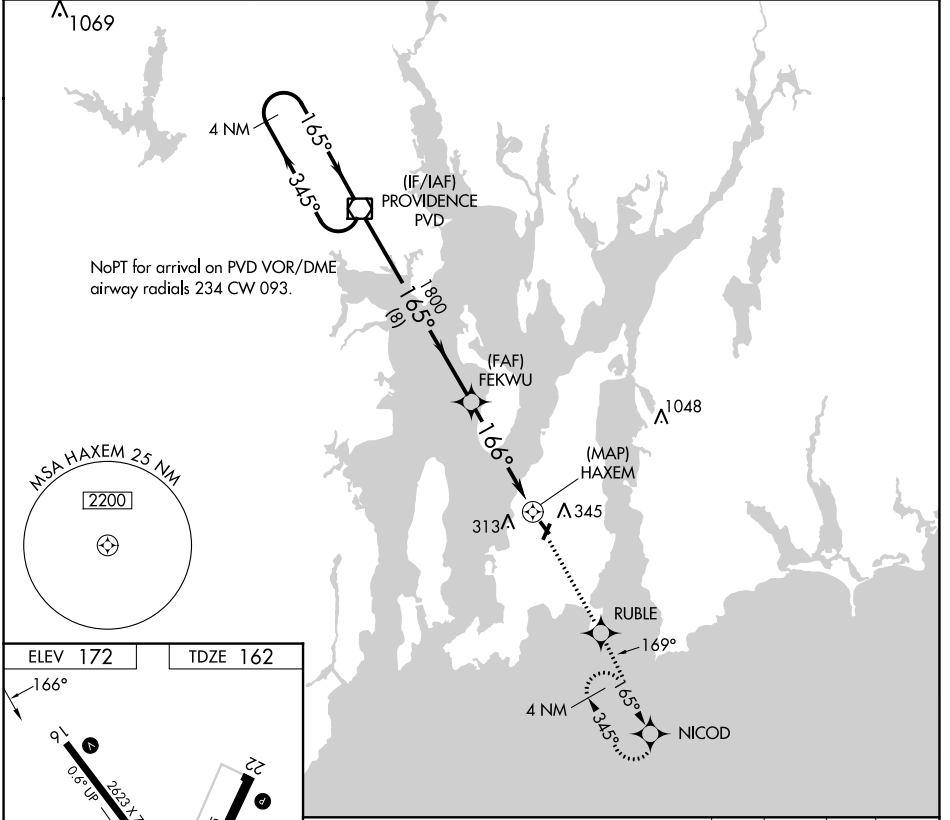 1069
4 NM
165°
345°
(IF/IAF)
PROVIDENCE
PVD
NoPT for arrival on PVD VOR/DME
airway radials 234 CW 093.
1800
165°
(8)
(FAF)
FEKWU
1048
166°
(MAP)
HAXEM
MSA HAXEM 25 NM
2200
313
345
RUBLE
169°
4 NM
165°
345°
NICOD
ELEV 172
TDZE 162
166°
16
V
0.6° UP
2623 X 7
22
P